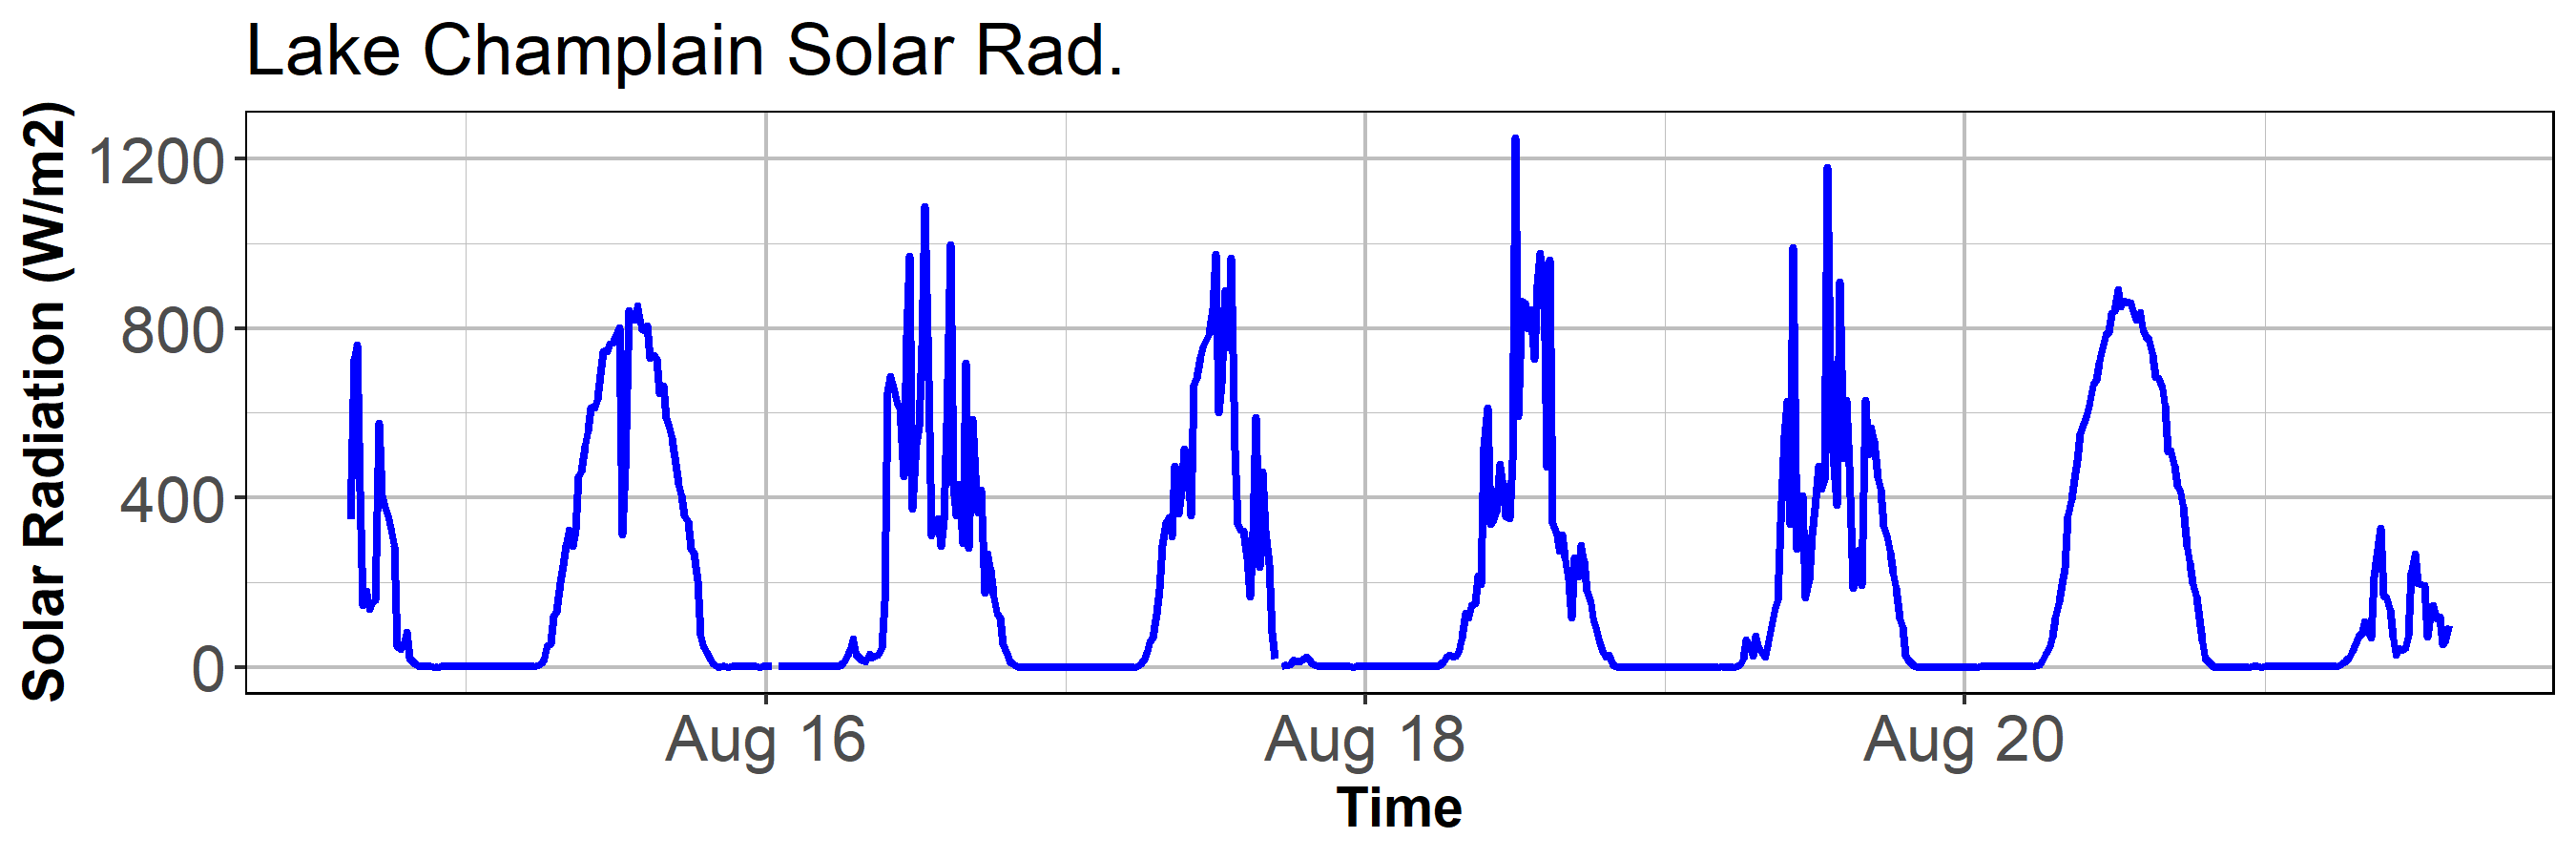 Lake Champlain Solar Rad.
Solar Radiation (W/m2)
1200
800
400
0
Aug 16 Aug 18 Aug 20
Time